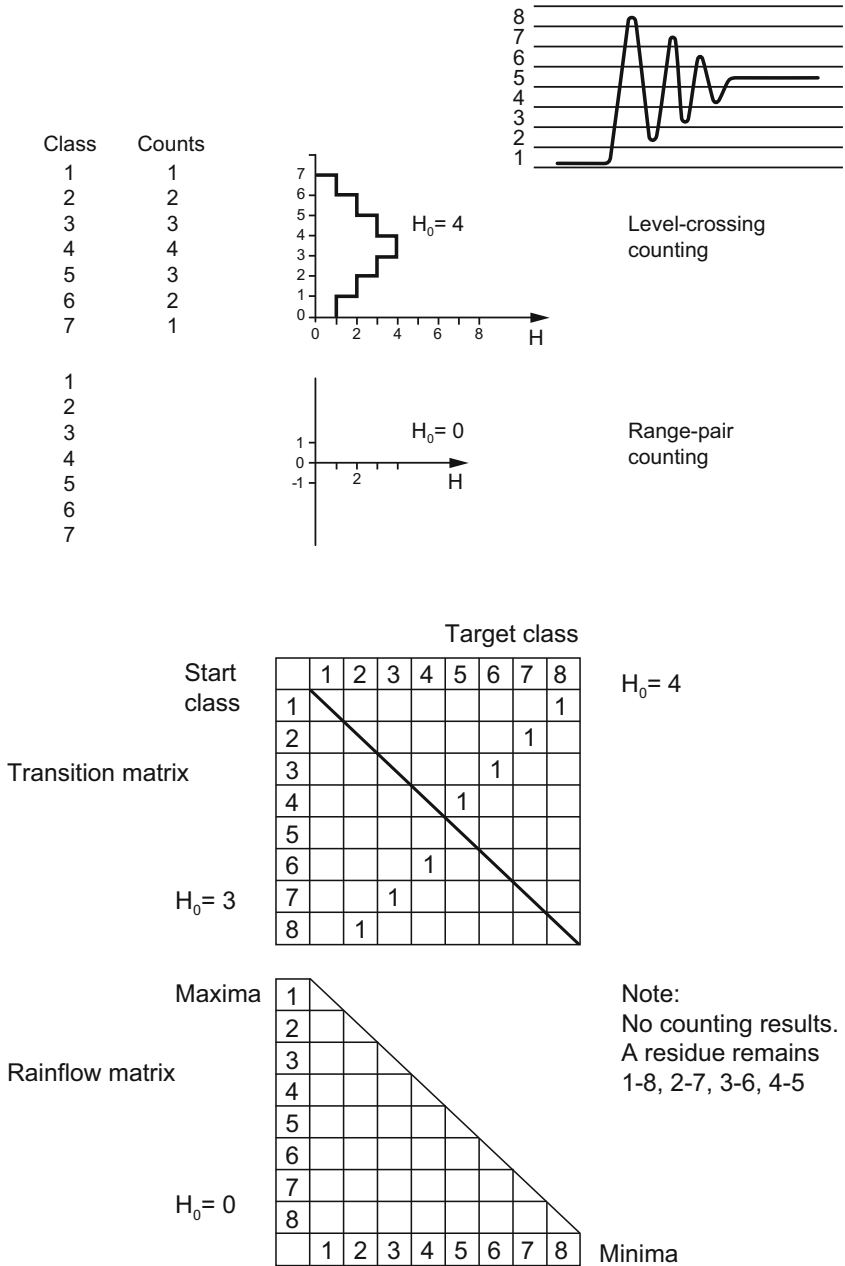 8
7
6
5
4
3
2
1
Class Counts
1 1
2 2
3 3
4 4
5 3
6 2
7 1
7
6
5
4
3
2
1
0
0 2 4 6 8
H
H₀= 4
Level-crossing
counting
1
2
3
4
5
6
7
1
0
-1
2
H
H₀= 0
Range-pair
counting
Target class
Start
class
1 2 3 4 5 6 7 8
1 1
2 1
3 1
4 1
5
6 1
7 1
8 1
H₀= 4
Transition matrix
H₀= 3
Maxima
1
2
3
4
5
6
7
8
1 2 3 4 5 6 7 8
Minima
Rainflow matrix
H₀= 0
Note:
No counting results.
A residue remains
1-8, 2-7, 3-6, 4-5